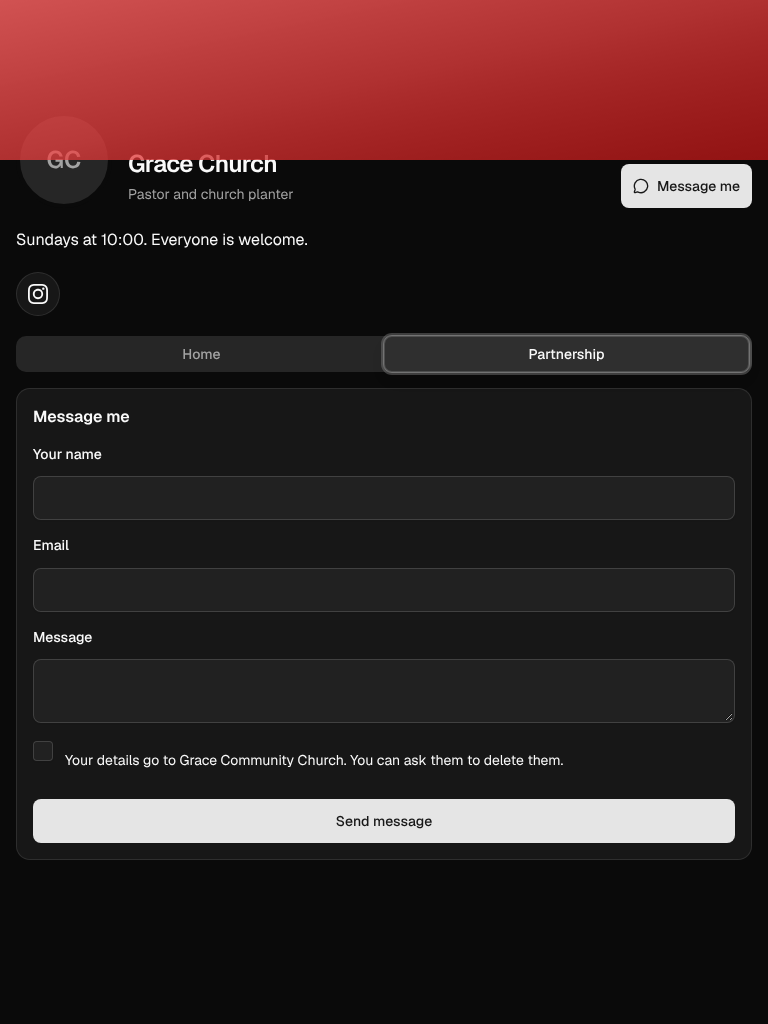 GC
Grace Church
Pastor and church planter
Message me
Sundays at 10:00. Everyone is welcome.
Home
Partnership
Message me
Your name
Email
Message
Your details go to Grace Community Church. You can ask them to delete them.
Send message